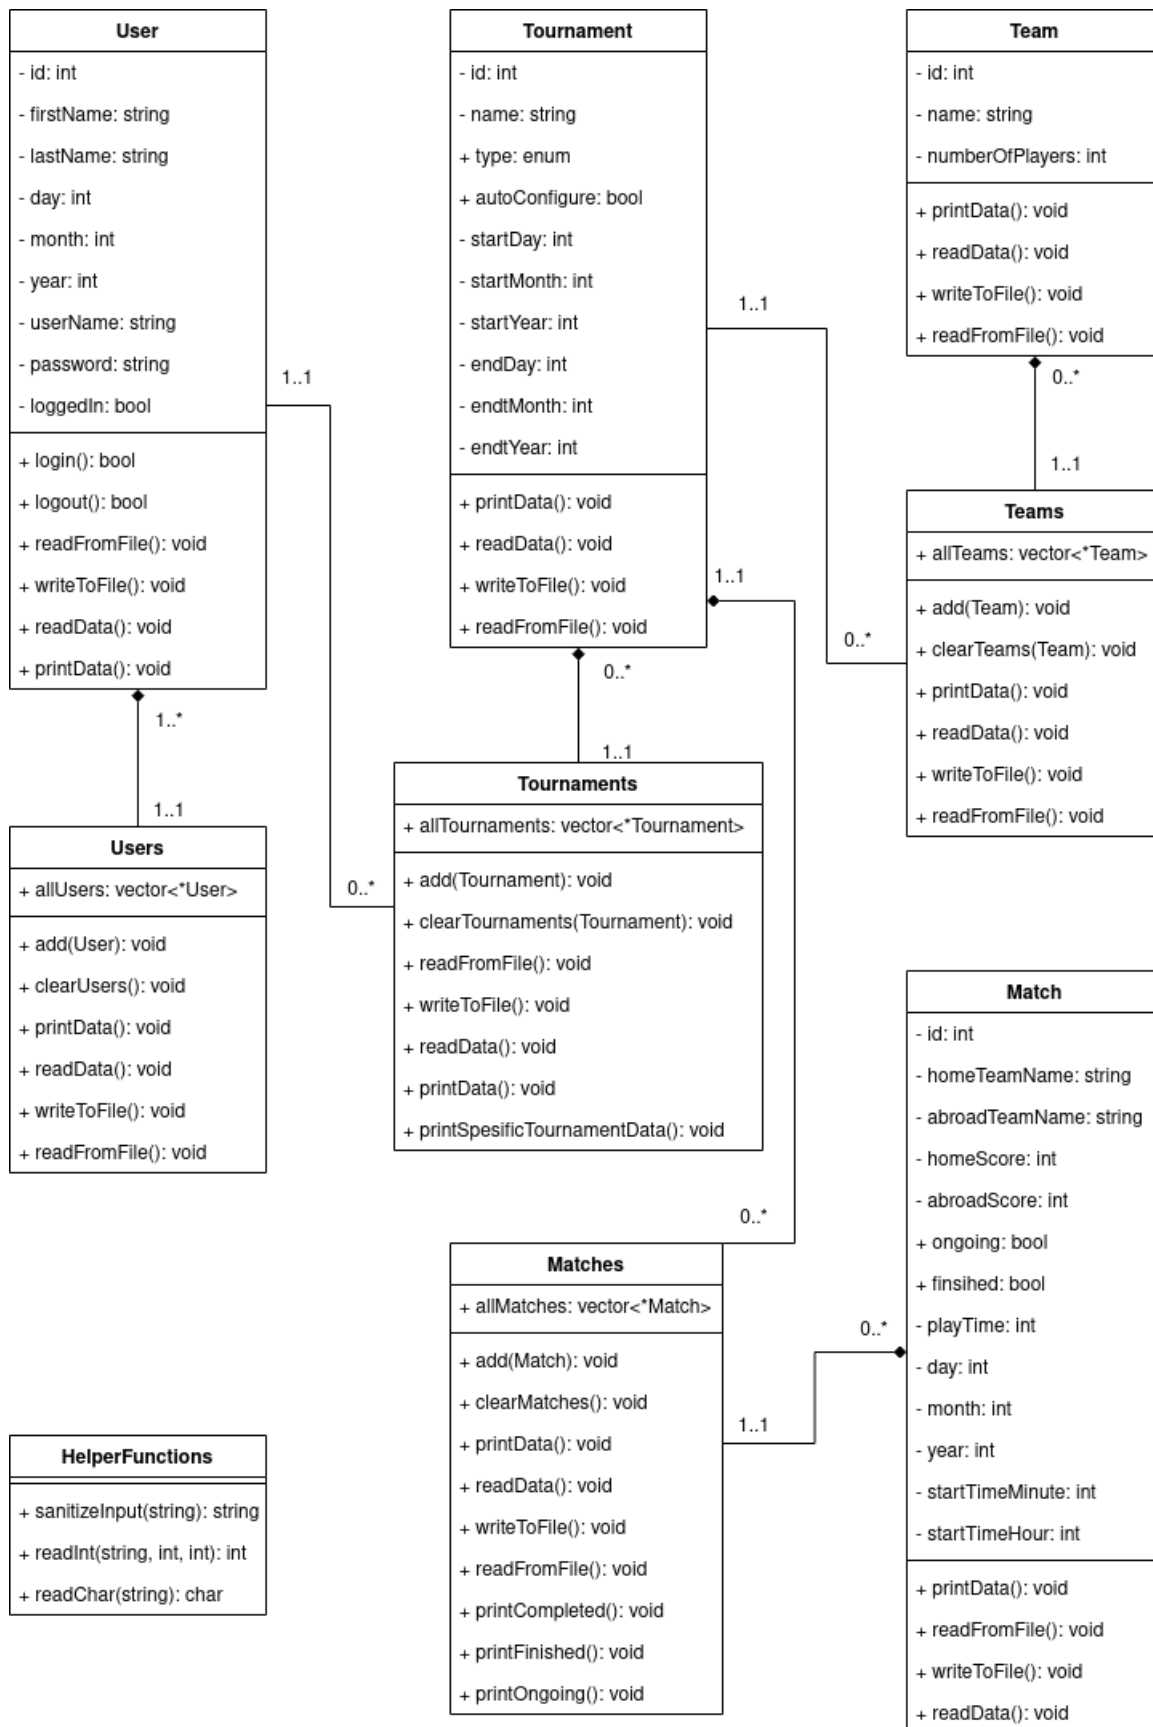 User
- id: int
- firstName: string
- lastName: string
- day: int
- month: int
- year: int
- userName: string
- password: string
- loggedIn: bool
+ login(): bool
+ logout(): bool
+ readFromFile(): void
+ writeToFile(): void
+ readData(): void
+ printData(): void
1..1
1..*
1..1
Users
+ allUsers: vector<*User>
+ add(User): void
+ clearUsers(): void
+ printData(): void
+ readData(): void
+ writeToFile(): void
+ readFromFile(): void
HelperFunctions
+ sanitizeInput(string): string
+ readInt(string, int, int): int
+ readChar(string): char
Tournament
- id: int
- name: string
+ type: enum
+ autoConfigure: bool
- startDay: int
- startMonth: int
- startYear: int
- endDay: int
- endtMonth: int
- endtYear: int
+ printData(): void
+ readData(): void
+ writeToFile(): void
+ readFromFile(): void
1..1
1..1
0..*
1..1
0..*
Tournaments
+ allTournaments: vector<*Tournament>
+ add(Tournament): void
+ clearTournaments(Tournament): void
+ readFromFile(): void
+ writeToFile(): void
+ readData(): void
+ printData(): void
+ printSpesificTournamentData(): void
0..*
Matches
+ allMatches: vector<*Match>
+ add(Match): void
+ clearMatches(): void
+ printData(): void
+ readData(): void
+ writeToFile(): void
+ readFromFile(): void
+ printCompleted(): void
+ printFinished(): void
+ printOngoing(): void
1..1
0..*
Team
- id: int
- name: string
- numberOfPlayers: int
+ printData(): void
+ readData(): void
+ writeToFile(): void
+ readFromFile(): void
0..*
1..1
0..*
Teams
+ allTeams: vector<*Team>
+ add(Team): void
+ clearTeams(Team): void
+ printData(): void
+ readData(): void
+ writeToFile(): void
+ readFromFile(): void
Match
- id: int
- homeTeamName: string
- abroadTeamName: string
- homeScore: int
- abroadScore: int
+ ongoing: bool
+ finsihed: bool
- playTime: int
- day: int
- month: int
- year: int
- startTimeMinute: int
- startTimeHour: int
+ printData(): void
+ readFromFile(): void
+ writeToFile(): void
+ readData(): void